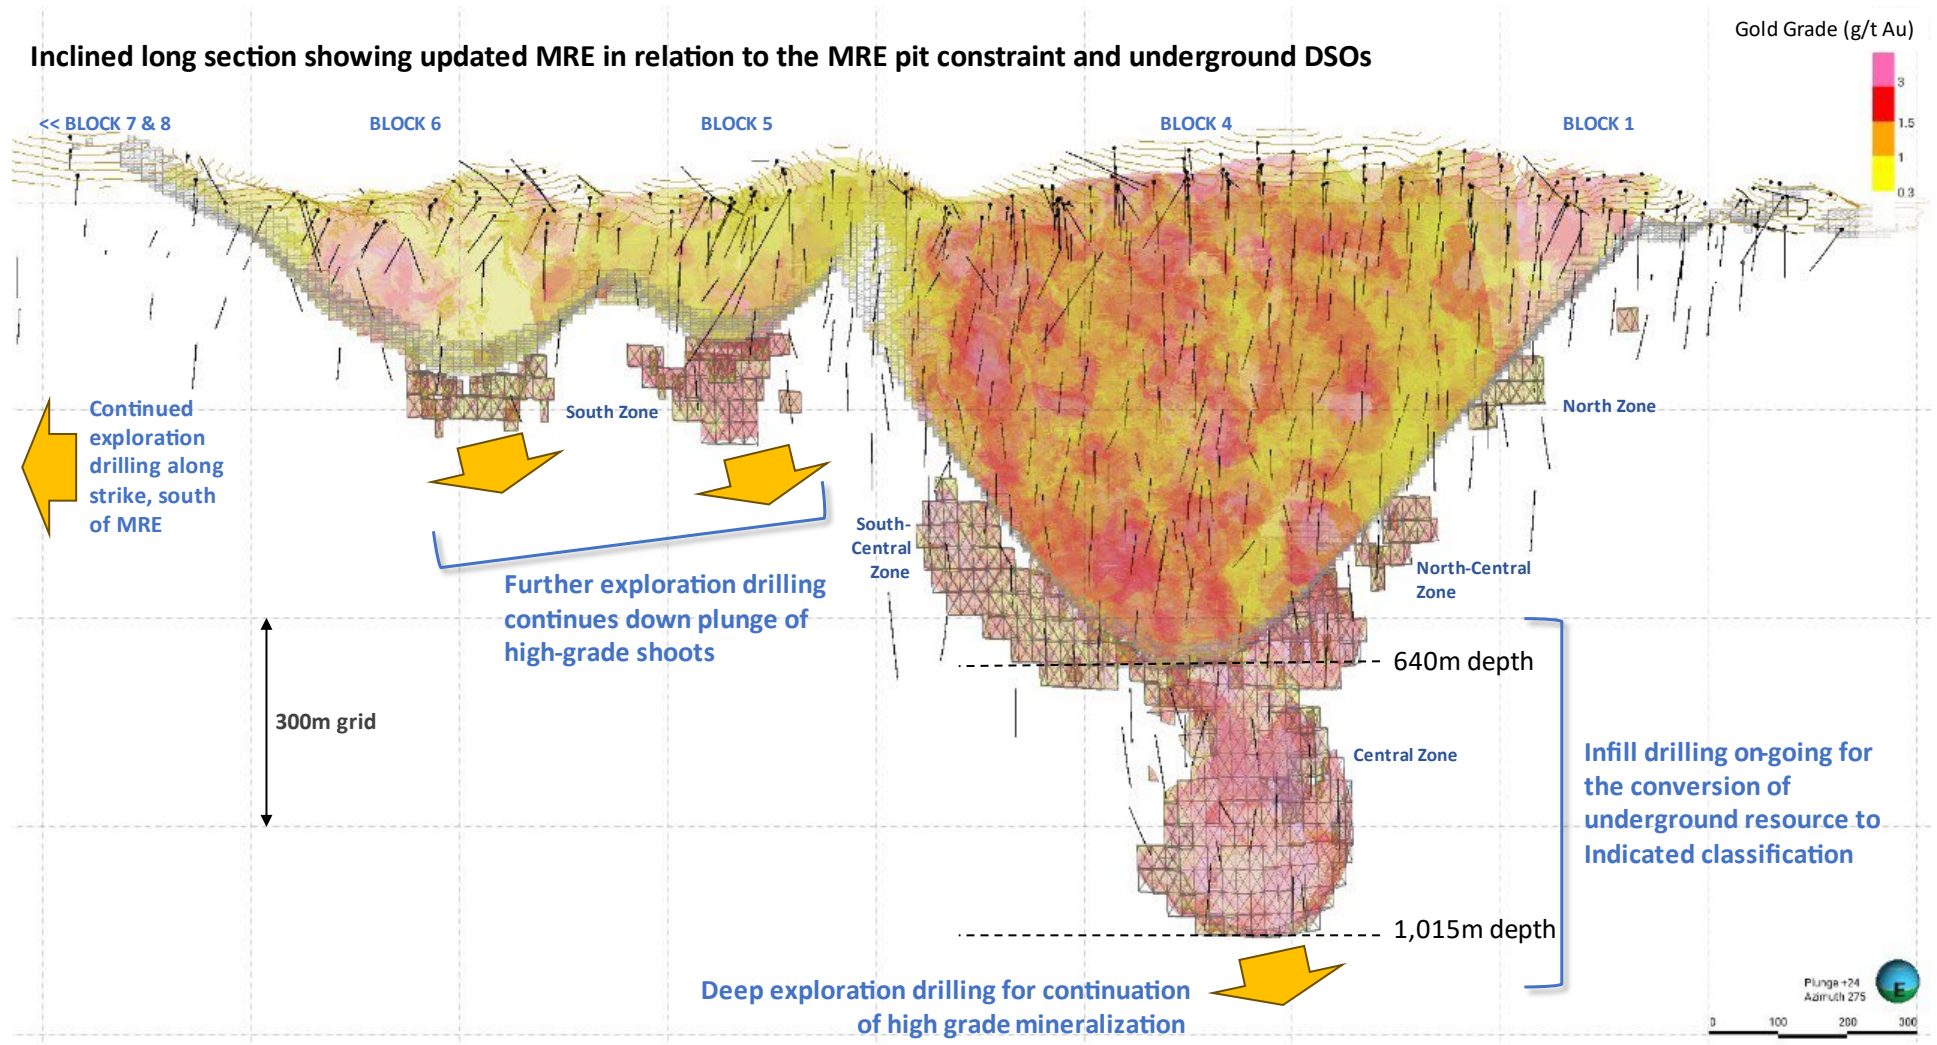 Gold Grade (g/t Au)
Inclined long section showing updated MRE in relation to the MRE pit constraint and underground DSOs
3
1.5
1
0.3
<< BLOCK 7 & 8
BLOCK 6
BLOCK 5
BLOCK 4
BLOCK 1
Continued
exploration
drilling along
strike, south
of MRE
South Zone
North Zone
South-
Central
Zone
North-Central
Zone
Further exploration drilling
continues down plunge of
high-grade shoots
640m depth
300m grid
Central Zone
Infill drilling on-going for
the conversion of
underground resource to
Indicated classification
1,015m depth
Deep exploration drilling for continuation
of high grade mineralization
Plunge +24
Azimuth 275
E
0 100 200 300